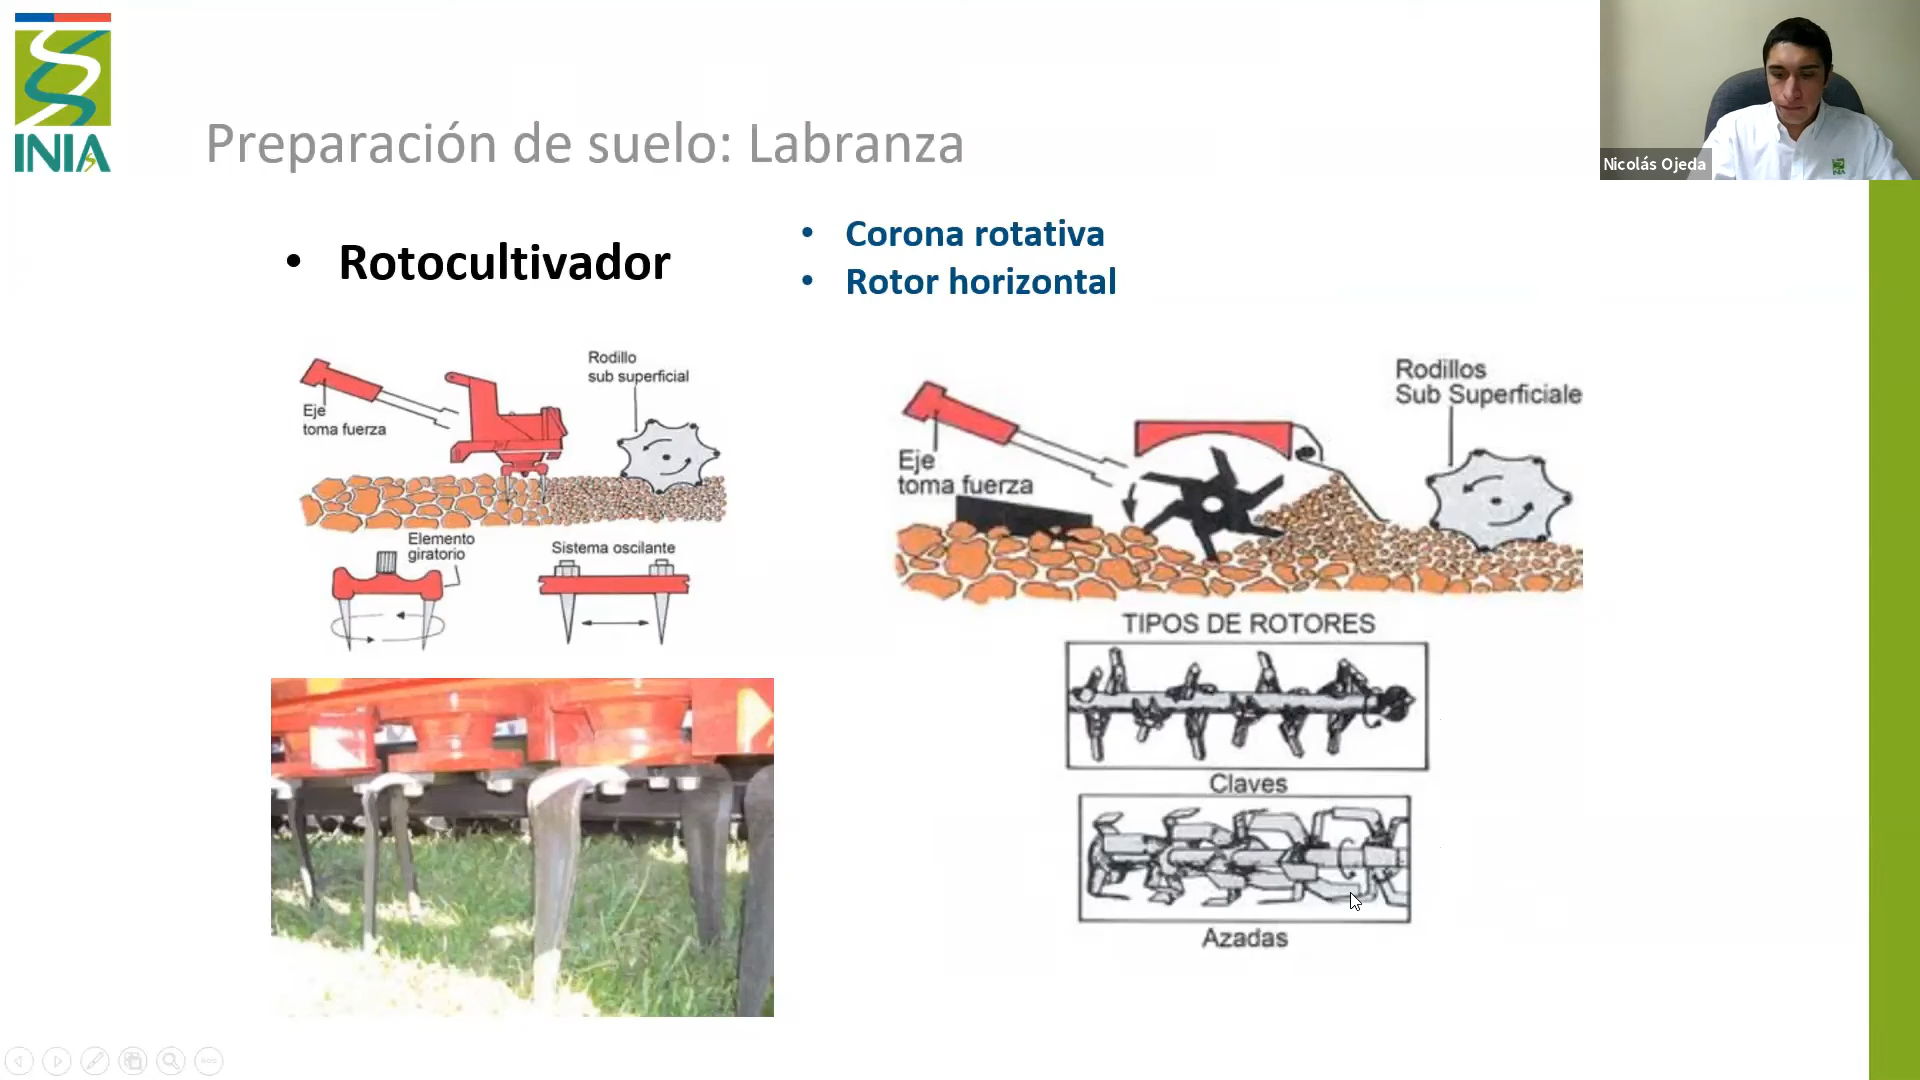 INIA
Preparación de suelo: Labranza
Nicolás Ojeda
INIA
• Rotocultivador
• Corona rotativa
• Rotor horizontal
Rodillo
sub superficial
Eje
toma fuerza
Elemento
giratorio
Sistema oscilante
Rodillos
Sub Superficiale
Eje
toma fuerza
TIPOS DE ROTORES
Claves
Azadas